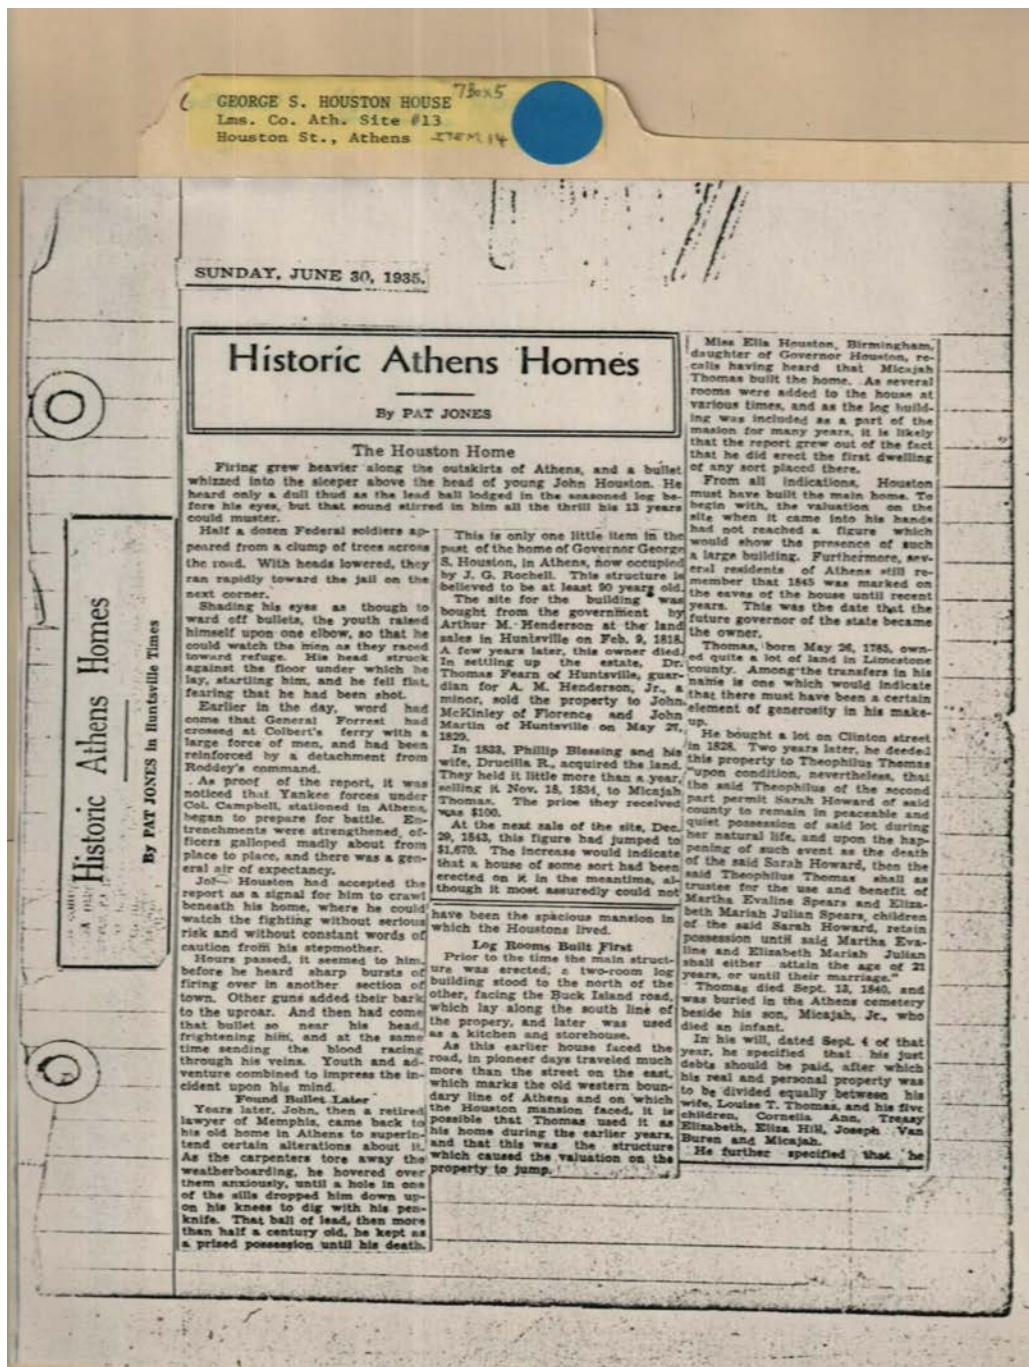 GEORGE S. HOUSTON HOUSE
Lms. Co. Ath. Site #13
Houston St., Athens
7Box5
ITEM 14
SUNDAY, JUNE 30, 1935.
Historic Athens Homes
By PAT JONES
Historic Athens Homes
By PAT JONES In Huntsville Times
The Houston Home
Firing grew heavier along the outskirts of Athens, and a bullet
whizzed into the sleeper above the head of young John Houston. He
heard only a dull thud as the lead ball lodged in the seasoned log be-
fore his eyes, but that sound stirred in him all the thrill his 13 years
could muster.
Half a dozen Federal soldiers ap-
peared from a clump of trees across
the road. With heads lowered, they
ran rapidly toward the jail on the
next corner.
Shading his eyes as though to
ward off bullets, the youth raised
himself upon one elbow, so that he
could watch the men as they raced
toward refuge. His head struck
against the floor under which he
lay, startling him, and he fell flat,
fearing that he had been shot.
Earlier in the day, word had
come that General Forrest had
crossed at Colbert's ferry with a
large force of men, and had been
reinforced by a detachment from
Roddey's command.
As proof of the report, it was
noticed that Yankee forces under
Col. Campbell, stationed in Athens,
began to prepare for battle. En-
trenchments were strengthened, of-
ficers galloped madly about from
place to place, and there was a gen-
eral air of expectancy.
Houston had accepted the
report as a signal for him to crawl
beneath his home, where he could
watch the fighting without serious
risk and without constant words of
caution from his stepmother.
Hours passed, it seemed to him,
before he heard sharp bursts of
firing over in another section of
town. Other guns added their bark
to the uproar. And then had come
that bullet so near his head,
frightening him, and at the same
time sending the blood racing
through his veins. Youth and ad-
venture combined to impress the in-
cident upon his mind.
Found Bullet Later
Years later, John, then a retired
lawyer of Memphis, came back to
his old home in Athens to superin-
tend certain alterations about it.
As the carpenters tore away the
weatherboarding, he hovered over
them anxiously, until a hole in one
of the sills dropped him down up-
on his knees to dig with his pen-
knife. That ball of lead, then more
than half a century old, he kept as
a prized possession until his death.
This is only one little item in the
past of the home of Governor George
S. Houston, in Athens, now occupied
by J. G. Rochell. This structure is
believed to be at least 90 years old.
The site for the building was
bought from the government by
Arthur M. Henderson at the land
sales in Huntsville on Feb. 9, 1818.
A few years later, this owner died.
In settling up the estate, Dr.
Thomas Fearn of Huntsville, guar-
dian for A. M. Henderson, Jr., a
minor, sold the property to John
McKinley of Florence and John
Martin of Huntsville on May 27,
1829.
In 1833, Phillip Blessing and his
wife, Drucilla R., acquired the land.
They held it little more than a year,
selling it Nov. 18, 1834, to Micajah
Thomas. The price they received
was $100.
At the next sale of the site, Dec.
29, 1843, this figure had jumped to
$1,670. The increase would indicate
that a house of some sort had been
erected on it in the meantime, al-
though it most assuredly could not
have been the spacious mansion in
which the Houstons lived.
Log Rooms Built First
Prior to the time the main struct-
ure was erected, a two-room log
building stood to the north of the
other, facing the Buck Island road,
which lay along the south line of
the propery, and later was used
as a kitchen and storehouse.
As this earlier house faced the
road, in pioneer days traveled much
more than the street on the east,
which marks the old western boun-
dary line of Athens and on which
the Houston mansion faced, it is
possible that Thomas used it as
his home during the earlier years,
and that this was the structure
which caused the valuation on the
property to jump.
Miss Ella Houston, Birmingham,
daughter of Governor Houston, re-
calls having heard that Micajah
Thomas built the home. As several
rooms were added to the house at
various times, and as the log build-
ing was included as a part of the
masion for many years, it is likely
that the report grew out of the fact
that he did erect the first dwelling
of any sort placed there.
From all indications, Houston
must have built the main home. To
begin with, the valuation on the
site when it came into his hands
had not reached a figure which
would show the presence of such
a large building. Furthermore, sev-
eral residents of Athens still re-
member that 1845 was marked on
the eaves of the house until recent
years. This was the date that the
future governor of the state became
the owner.
Thomas, born May 26, 1785, own-
ed quite a lot of land in Limestone
county. Among the transfers in his
name is one which would indicate
that there must have been a certain
element of generosity in his make-
up.
He bought a lot on Clinton street
in 1828. Two years later, he deeded
this property to Theophilus Thomas
"upon condition, nevertheless, that
the said Theophilus of the second
part permit Sarah Howard of said
county to remain in peaceable and
quiet possession of said lot during
her natural life, and upon the hap-
pening of such event as the death
of the said Sarah Howard, then the
said Theophilus Thomas shall as
trustee for the use and benefit of
Martha Evaline Spears and Eliza-
beth Mariah Julian Spears, children
of the said Sarah Howard, retain
possession until said Martha Eva-
line and Elizabeth Mariah Julian
shall either attain the age of 21
years, or until their marriage."
Thomas died Sept. 13, 1840, and
was buried in the Athens cemetery
beside his son, Micajah, Jr., who
died an infant.
In his will, dated Sept. 4 of that
year, he specified that his just
debts should be paid, after which
his real and personal property was
to be divided equally between his
wife, Louise T. Thomas, and his five
children, Cornelia Ann, Treasy
Elizabeth, Eliza Hill, Joseph Van
Buren and Micajah.
He further specified that he